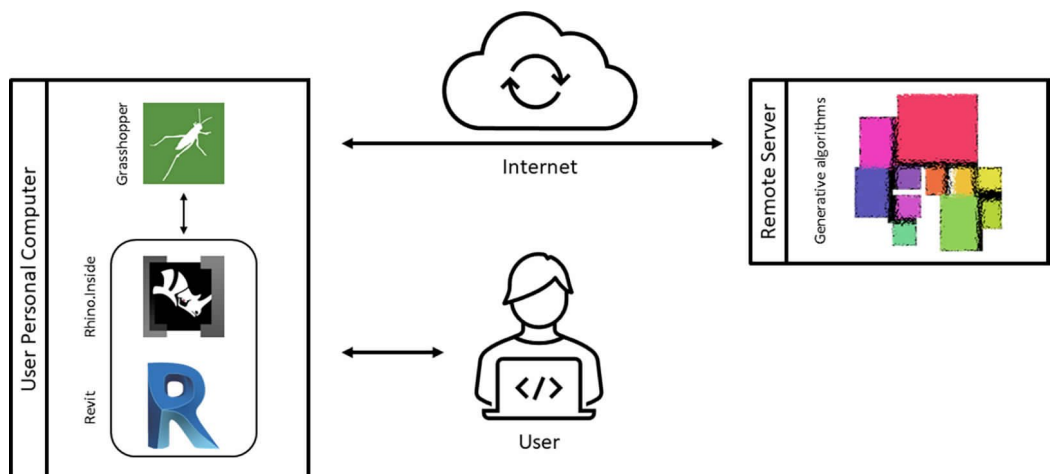 User Personal Computer
Grasshopper
Rhino.Inside
Revit
R
Internet
</>
User
Remote Server
Generative algorithms